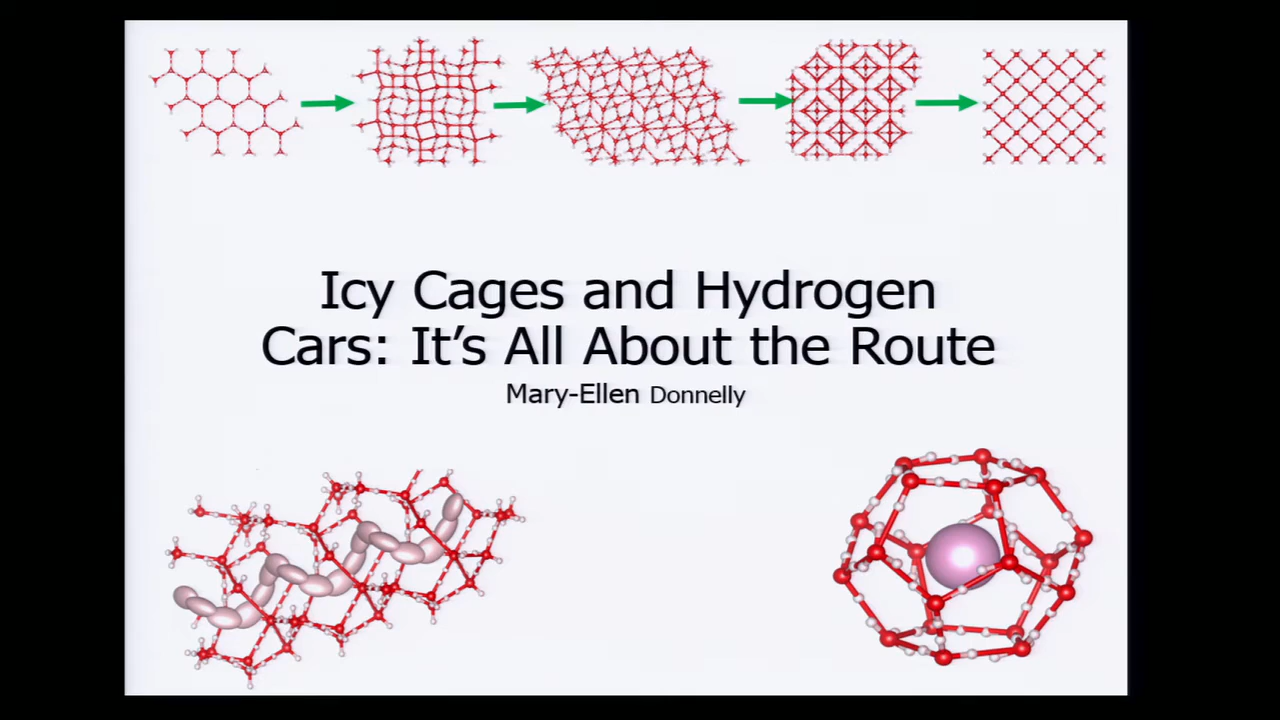 Icy Cages and Hydrogen
Cars: It’s All About the Route
Mary-Ellen Donnelly